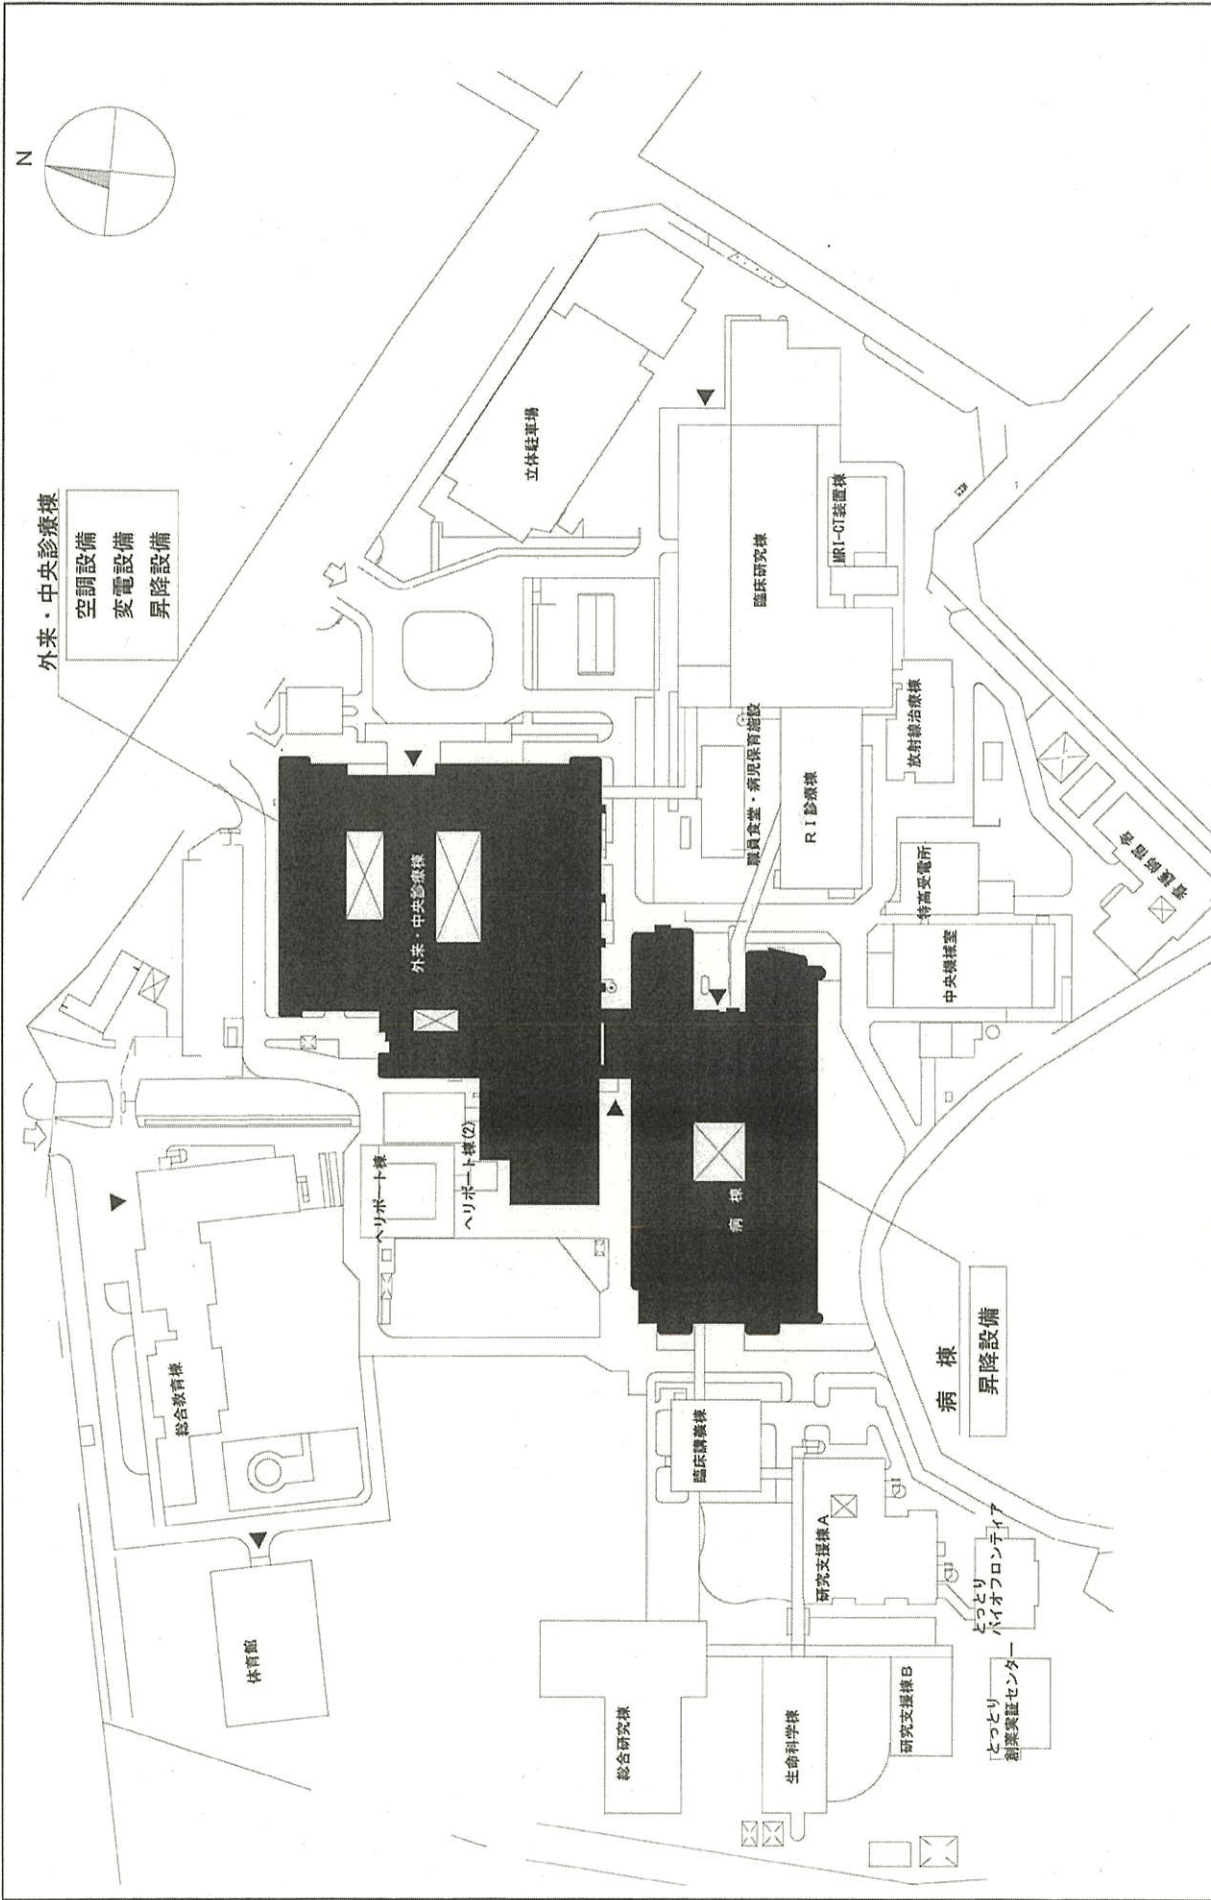 N
外来・中央診療棟
空調設備
変電設備
昇降設備
立体駐車場
臨床研究棟
MRI-CT装置棟
外来・中央診療棟
職員食堂・病児保育施設
RI診療棟
放射線治療棟
特高受電所
中央機械室
看護師宿舎
ヘリポート棟
ヘリポート棟(2)
病棟
病棟
昇降設備
総合教育棟
体育館
臨床講義棟
研究支援棟A
とっとり
バイオフロンティア
総合研究棟
生命科学棟
研究支援棟B
とっとり
創薬実証センター